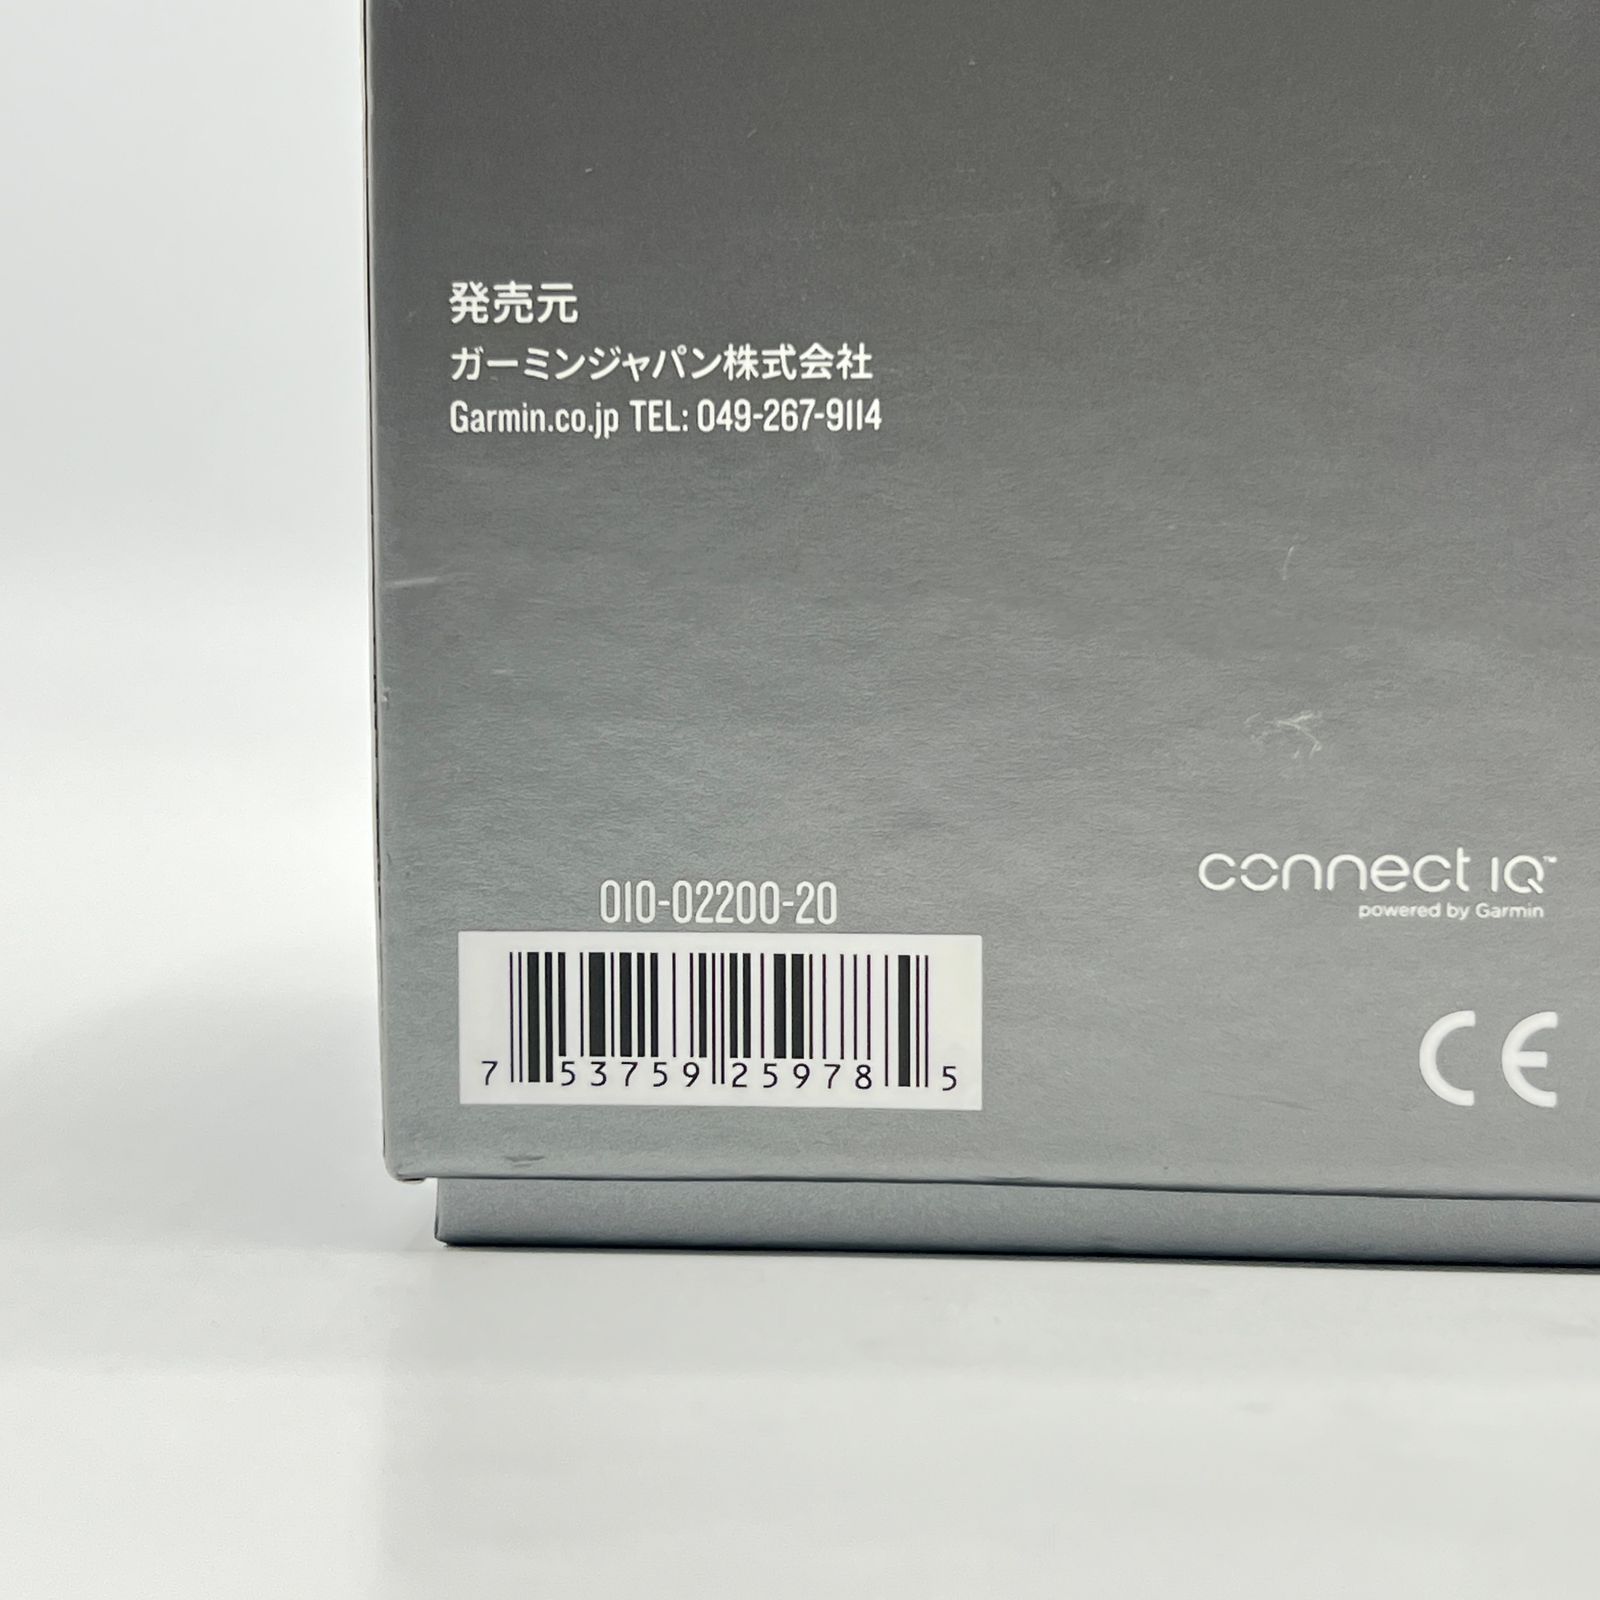 発売元
ガーミンジャパン株式会社
Garmin.co.jp TEL: 049-267-9114
connect IQ™
powered by Garmin
010-02200-20
7 53759 25978 5
CE